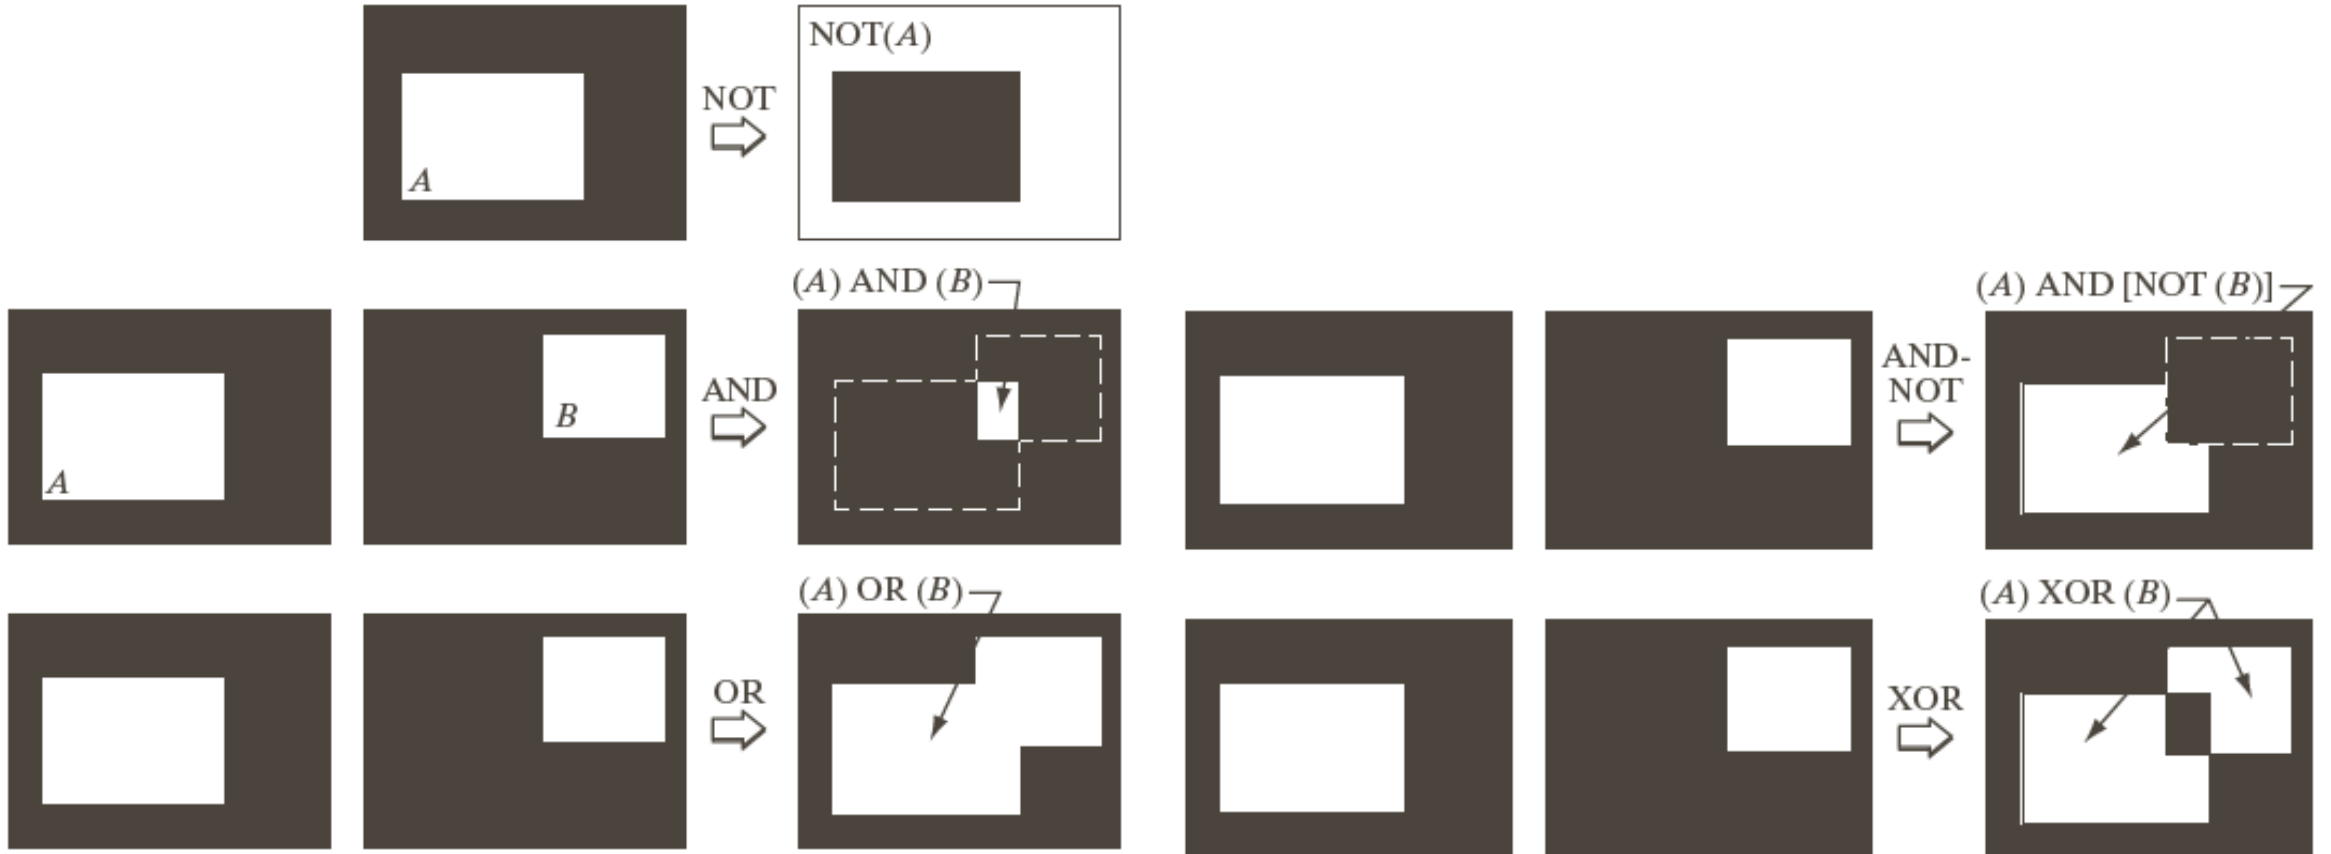 NOT(A)
NOT
A
(A) AND (B)
(A) AND [NOT (B)]
A
B
AND
AND-
NOT
(A) OR (B)
(A) XOR (B)
OR
XOR